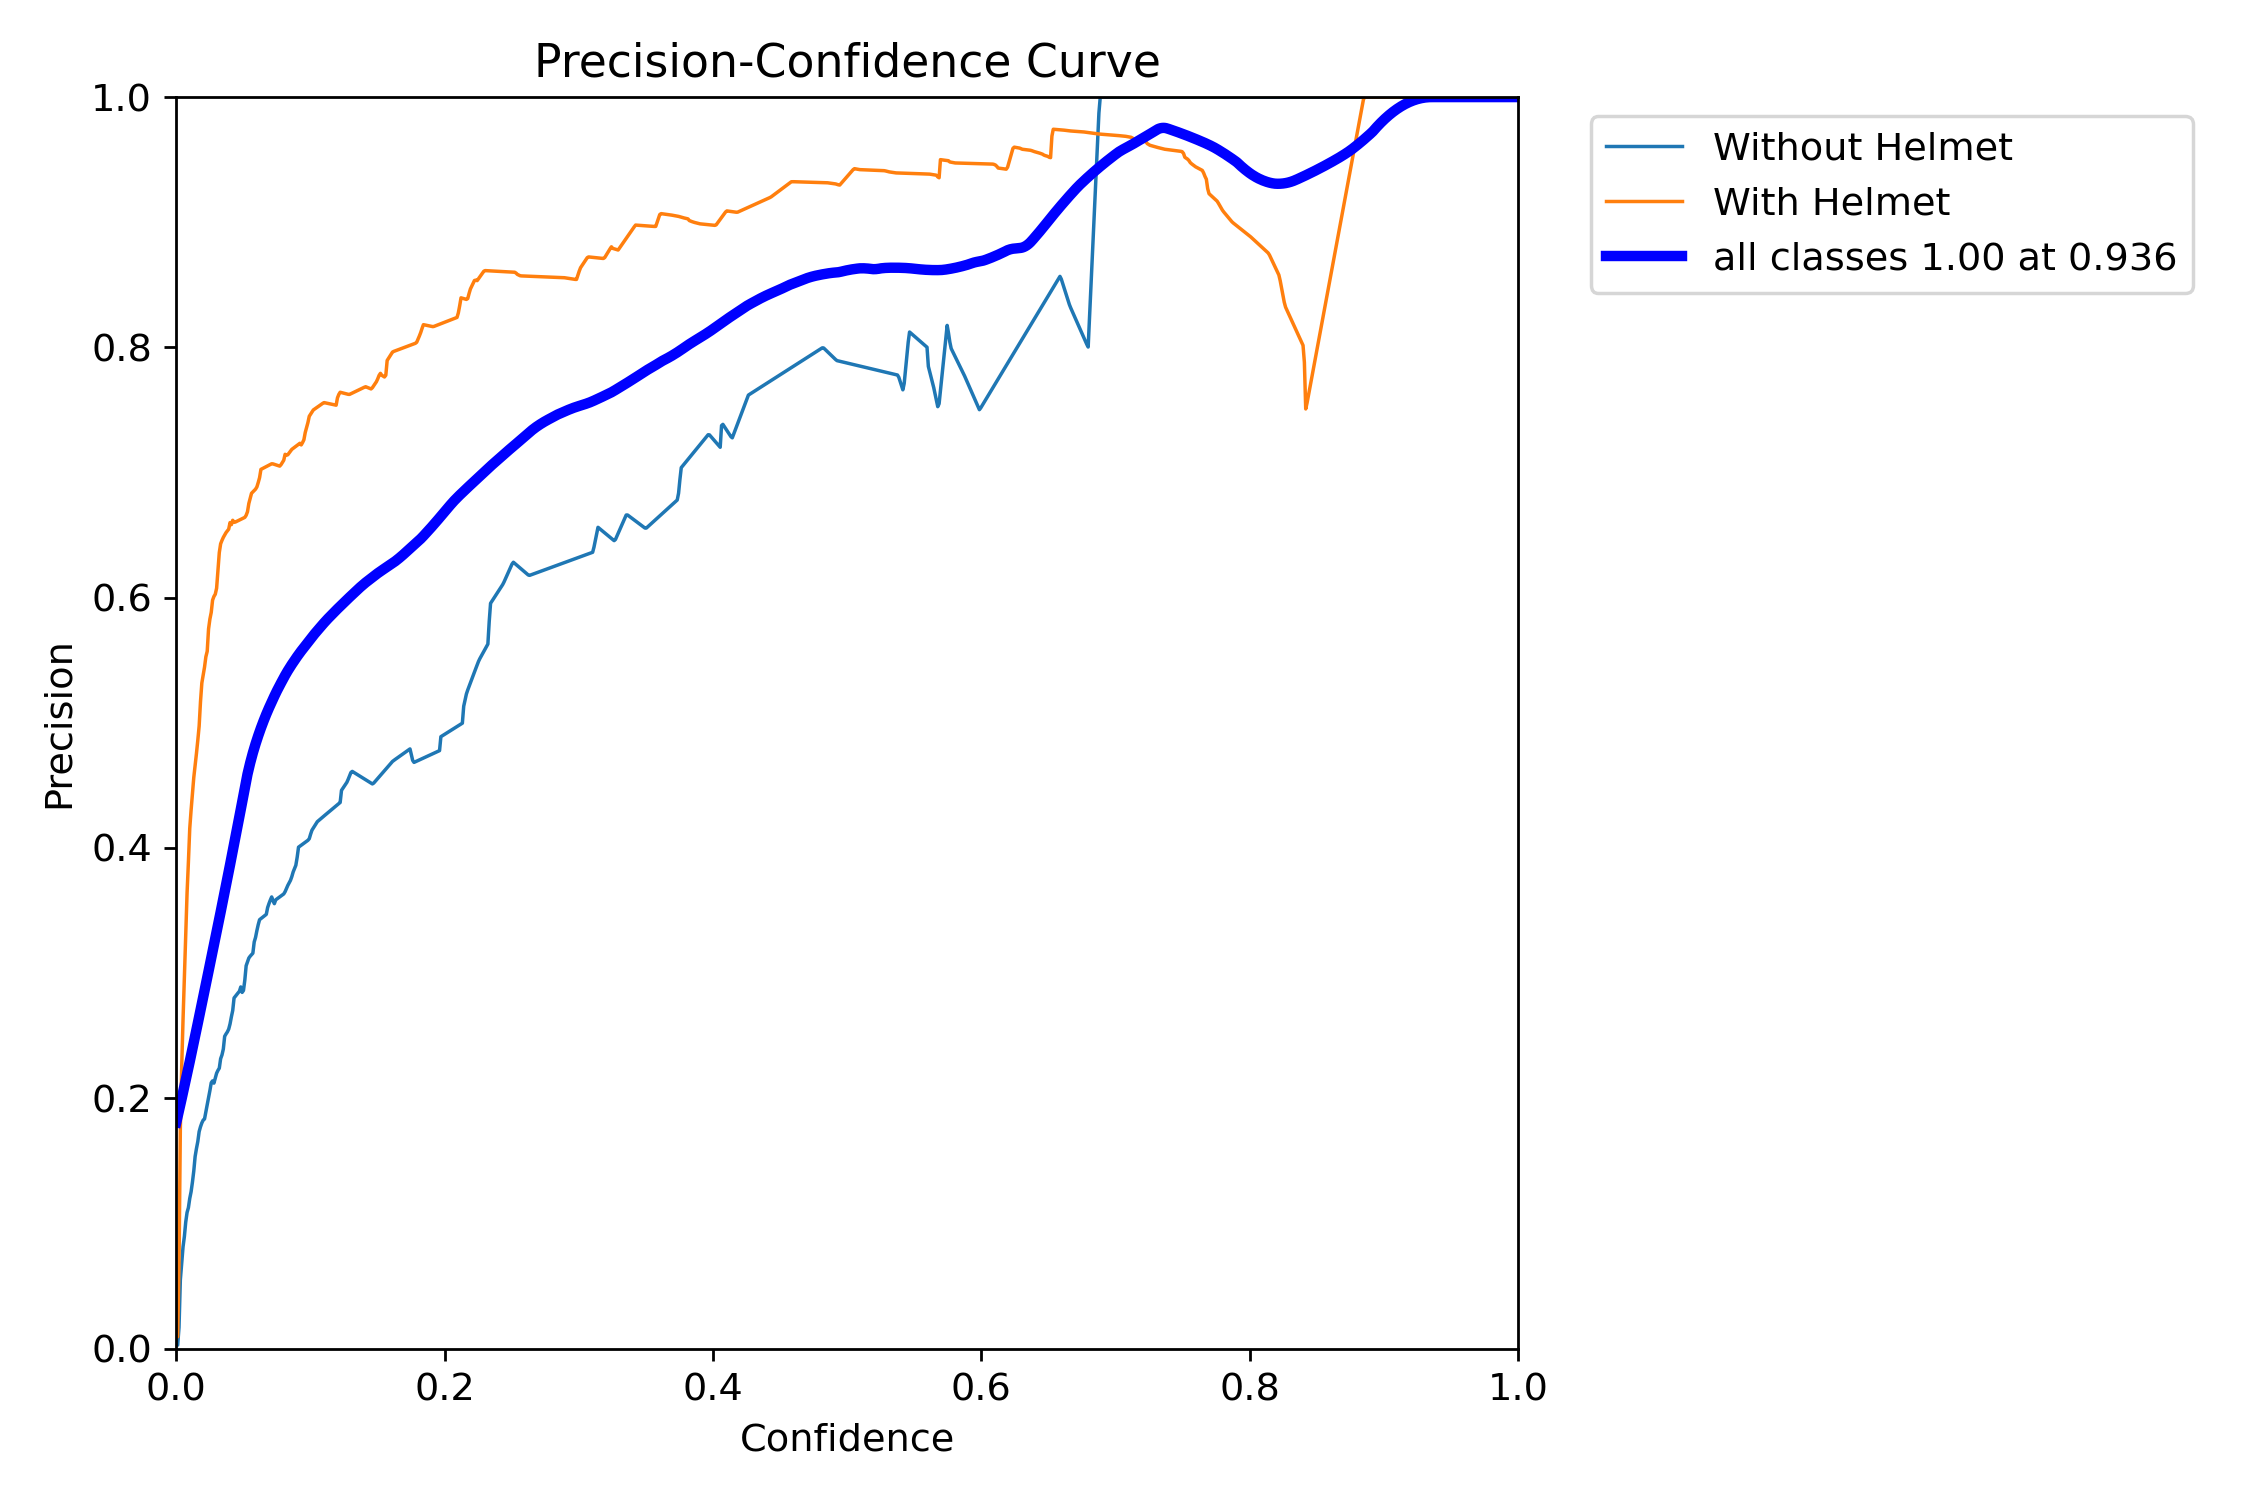 Precision-Confidence Curve
1.0
0.8
0.6
0.4
0.2
0.0
Precision
0.0 0.2 0.4 0.6 0.8 1.0
Confidence
Without Helmet
With Helmet
all classes 1.00 at 0.936